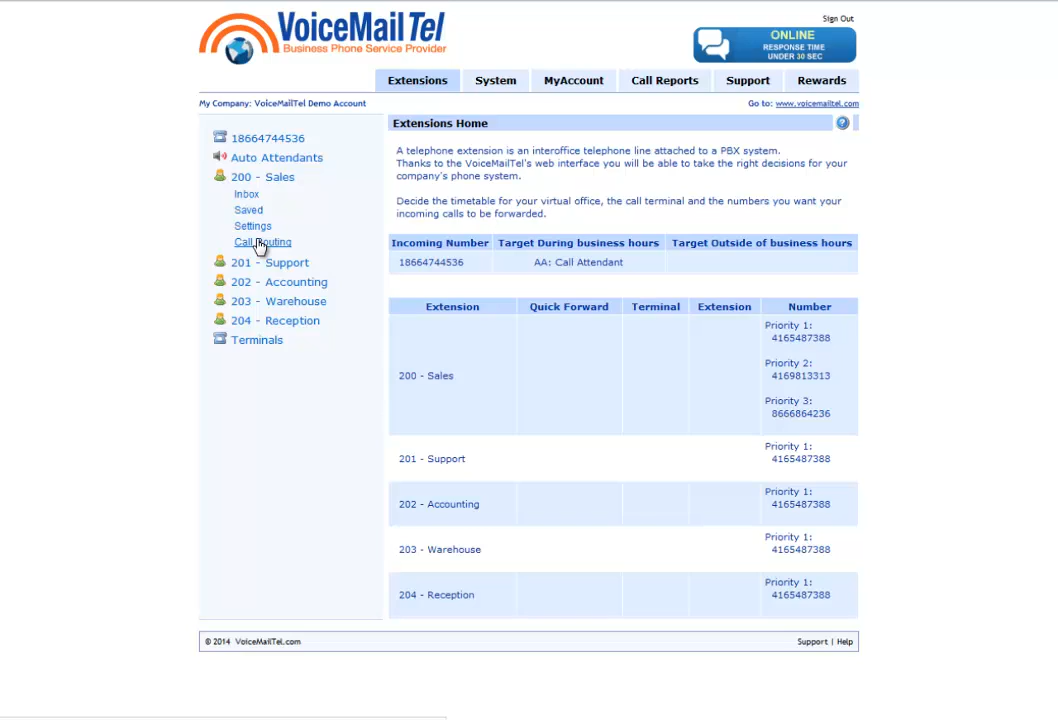 VoiceMail Tel
Business Phone Service Provider
Sign Out
ONLINE
RESPONSE TIME
UNDER 30 SEC
Extensions System MyAccount Call Reports Support Rewards
My Company: VoiceMailTel Demo Account
Go to: www.voicemailtel.com
18664744536
Auto Attendants
200 - Sales
Inbox
Saved
Settings
Call Routing
201 - Support
202 - Accounting
203 - Warehouse
204 - Reception
Terminals
Extensions Home
?
A telephone extension is an interoffice telephone line attached to a PBX system.
Thanks to the VoiceMailTel's web interface you will be able to take the right decisions for your
company's phone system.
Decide the timetable for your virtual office, the call terminal and the numbers you want your
incoming calls to be forwarded.
Incoming Number Target During business hours Target Outside of business hours
18664744536 AA: Call Attendant
Extension Quick Forward Terminal Extension Number
Priority 1:
4165487388
Priority 2:
200 - Sales 4169813313
Priority 3:
8666864236
Priority 1:
201 - Support 4165487388
Priority 1:
202 - Accounting 4165487388
Priority 1:
203 - Warehouse 4165487388
Priority 1:
204 - Reception 4165487388
© 2014 VoiceMailTel.com
Support | Help